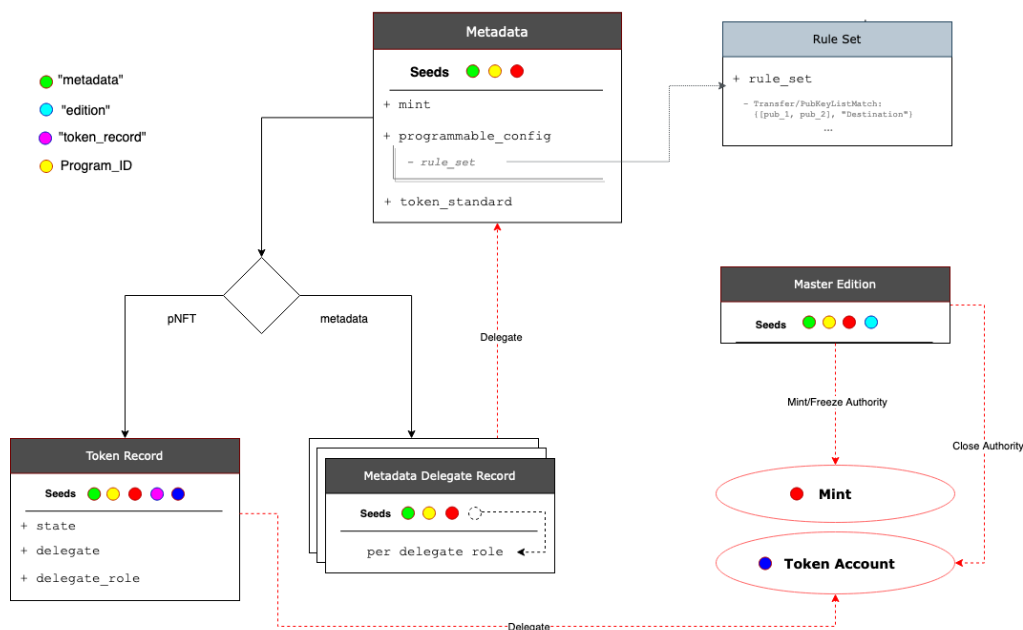 Metadata
Seeds
+ mint
+ programmable_config
- rule_set
+ token_standard
Rule Set
+ rule_set
- Transfer/PubKeyListMatch:
{[pub_1, pub_2], "Destination"}
...
"metadata"
"edition"
"token_record"
Program_ID
pNFT
metadata
Delegate
Master Edition
Seeds
Mint/Freeze Authority
Close Authority
Token Record
Seeds
+ state
+ delegate
+ delegate_role
Metadata Delegate Record
Seeds
per delegate role
Mint
Token Account
Delegate